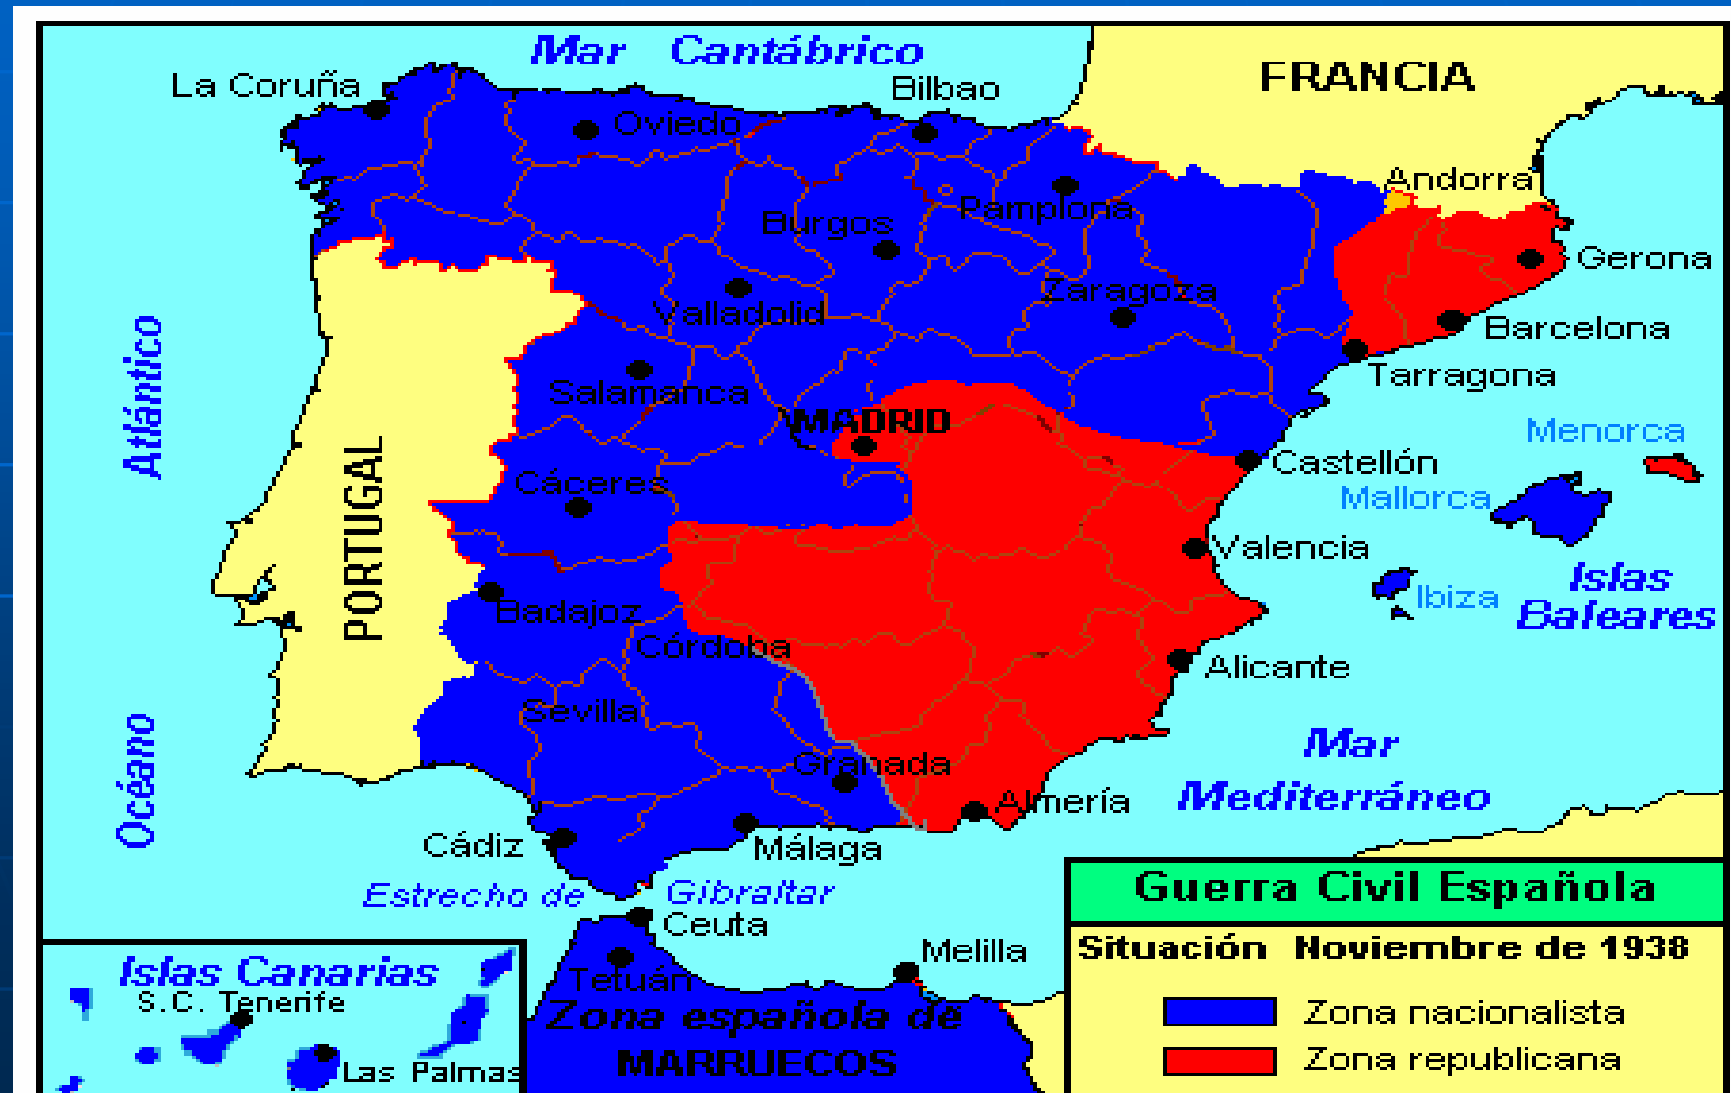 Mar Cantábrico
FRANCIA
La Coruña
Bilbao
Oviedo
Andorra
Pamplona
Burgos
Gerona
Zaragoza
Valladolid
Barcelona
Atlántico
Tarragona
Salamanca
MADRID
Menorca
Castellón
Cáceres
Mallorca
PORTUGAL
Valencia
Islas
Baleares
Ibiza
Badajoz
Córdoba
Alicante
Sevilla
Océano
Mar
Mediterráneo
Granada
Almería
Cádiz
Málaga
Estrecho de Gibraltar
Ceuta
Melilla
Tetuán
Zona española de
MARRUECOS
Islas Canarias
S.C. Tenerife
Las Palmas
Guerra Civil Española
Situación Noviembre de 1938
Zona nacionalista
Zona republicana